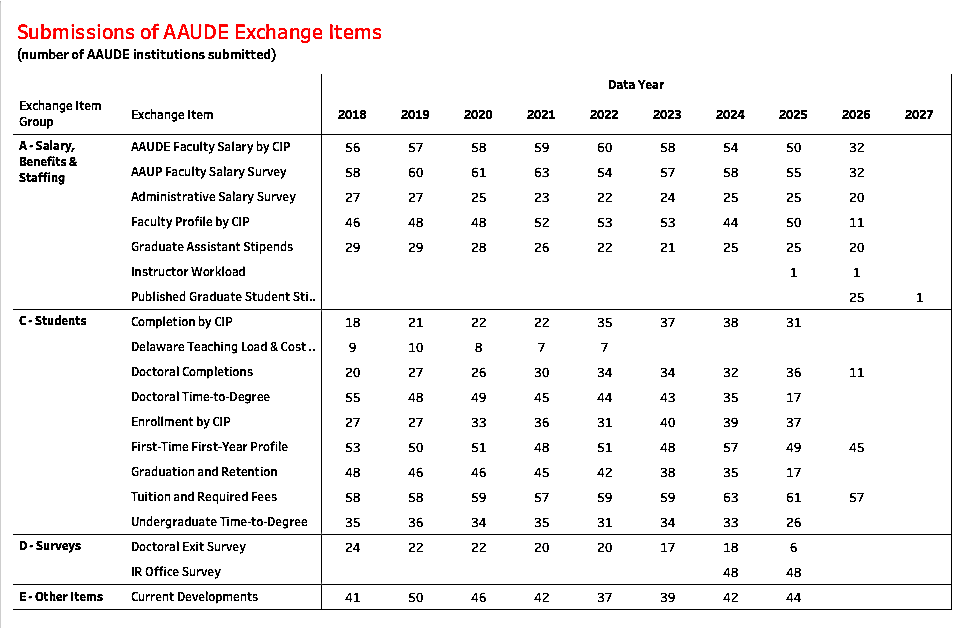 Submissions of AAUDE Exchange Items
(number of AAUDE institutions submitted)
Data Year
Exchange Item Group Exchange Item 2018 2019 2020 2021 2022 2023 2024 2025 2026 2027
A - Salary, Benefits & Staffing AAUDE Faculty Salary by CIP 56 57 58 59 60 58 54 50 32
AAUP Faculty Salary Survey 58 60 61 63 54 57 58 55 32
Administrative Salary Survey 27 27 25 23 22 24 25 25 20
Faculty Profile by CIP 46 48 48 52 53 53 44 50 11
Graduate Assistant Stipends 29 29 28 26 22 21 25 25 20
Instructor Workload 1 1
Published Graduate Student Sti.. 25 1
C - Students Completion by CIP 18 21 22 22 35 37 38 31
Delaware Teaching Load & Cost .. 9 10 8 7 7
Doctoral Completions 20 27 26 30 34 34 32 36 11
Doctoral Time-to-Degree 55 48 49 45 44 43 35 17
Enrollment by CIP 27 27 33 36 31 40 39 37
First-Time First-Year Profile 53 50 51 48 51 48 57 49 45
Graduation and Retention 48 46 46 45 42 38 35 17
Tuition and Required Fees 58 58 59 57 59 59 63 61 57
Undergraduate Time-to-Degree 35 36 34 35 31 34 33 26
D - Surveys Doctoral Exit Survey 24 22 22 20 20 17 18 6
IR Office Survey 48 48
E - Other Items Current Developments 41 50 46 42 37 39 42 44